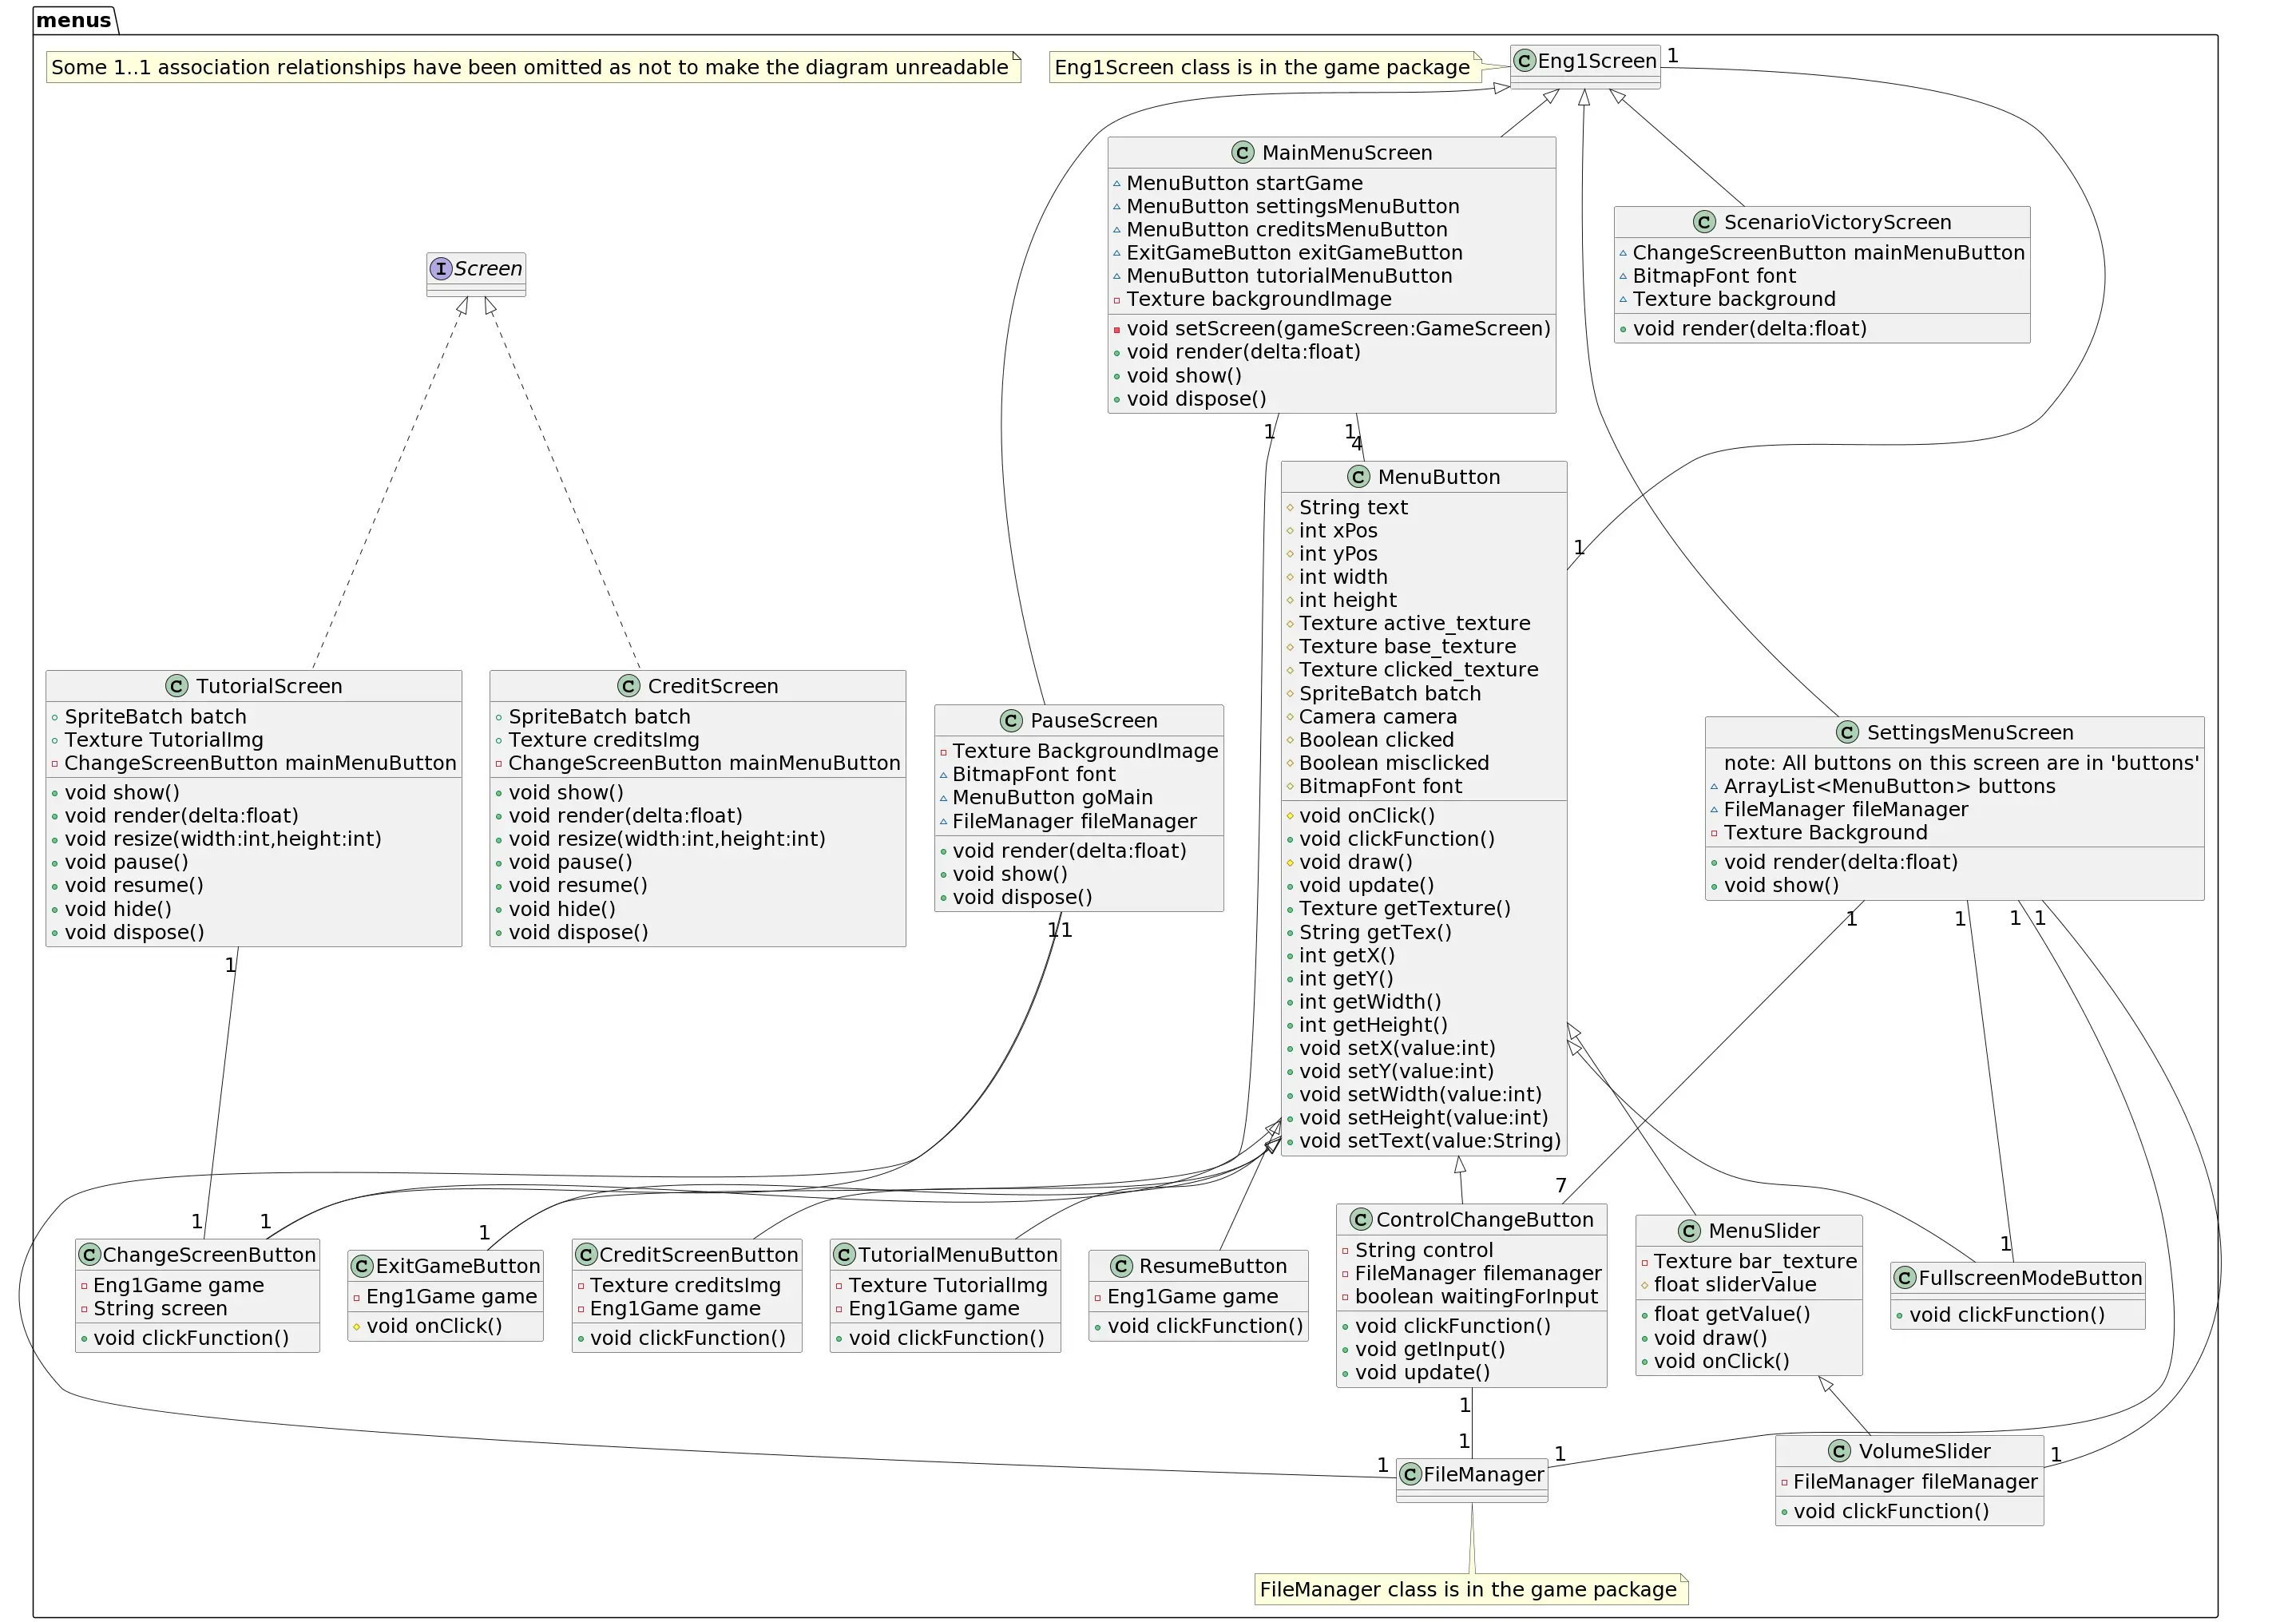 menus
Some 1..1 association relationships have been omitted as not to make the diagram unreadable
Eng1Screen class is in the game package
C Eng1Screen
1
C MainMenuScreen
MenuButton startGame
MenuButton settingsMenuButton
MenuButton creditsMenuButton
ExitGameButton exitGameButton
MenuButton tutorialMenuButton
Texture backgroundImage
void setScreen(gameScreen:GameScreen)
void render(delta:float)
void show()
void dispose()
C ScenarioVictoryScreen
ChangeScreenButton mainMenuButton
BitmapFont font
Texture background
void render(delta:float)
I Screen
1
1
4
C MenuButton
String text
int xPos
int yPos
int width
int height
Texture active_texture
Texture base_texture
Texture clicked_texture
SpriteBatch batch
Camera camera
Boolean clicked
Boolean misclicked
BitmapFont font
void onClick()
void clickFunction()
void draw()
void update()
Texture getTexture()
String getTex()
int getX()
int getY()
int getWidth()
int getHeight()
void setX(value:int)
void setY(value:int)
void setWidth(value:int)
void setHeight(value:int)
void setText(value:String)
1
C TutorialScreen
SpriteBatch batch
Texture TutorialImg
ChangeScreenButton mainMenuButton
void show()
void render(delta:float)
void resize(width:int,height:int)
void pause()
void resume()
void hide()
void dispose()
1
C CreditScreen
SpriteBatch batch
Texture creditsImg
ChangeScreenButton mainMenuButton
void show()
void render(delta:float)
void resize(width:int,height:int)
void pause()
void resume()
void hide()
void dispose()
C PauseScreen
Texture BackgroundImage
BitmapFont font
MenuButton goMain
FileManager fileManager
void render(delta:float)
void show()
void dispose()
1
1
C SettingsMenuScreen
note: All buttons on this screen are in 'buttons'
ArrayList<MenuButton> buttons
FileManager fileManager
Texture Background
void render(delta:float)
void show()
1
1
1
1
1
1
1
7
1
C ChangeScreenButton
Eng1Game game
String screen
void clickFunction()
C ExitGameButton
Eng1Game game
void onClick()
C CreditScreenButton
Texture creditsImg
Eng1Game game
void clickFunction()
C TutorialMenuButton
Texture TutorialImg
Eng1Game game
void clickFunction()
C ResumeButton
Eng1Game game
void clickFunction()
C ControlChangeButton
String control
FileManager filemanager
boolean waitingForInput
void clickFunction()
void getInput()
void update()
C MenuSlider
Texture bar_texture
float sliderValue
float getValue()
void draw()
void onClick()
C FullscreenModeButton
void clickFunction()
1
1
1
1
1
C FileManager
C VolumeSlider
FileManager fileManager
void clickFunction()
FileManager class is in the game package